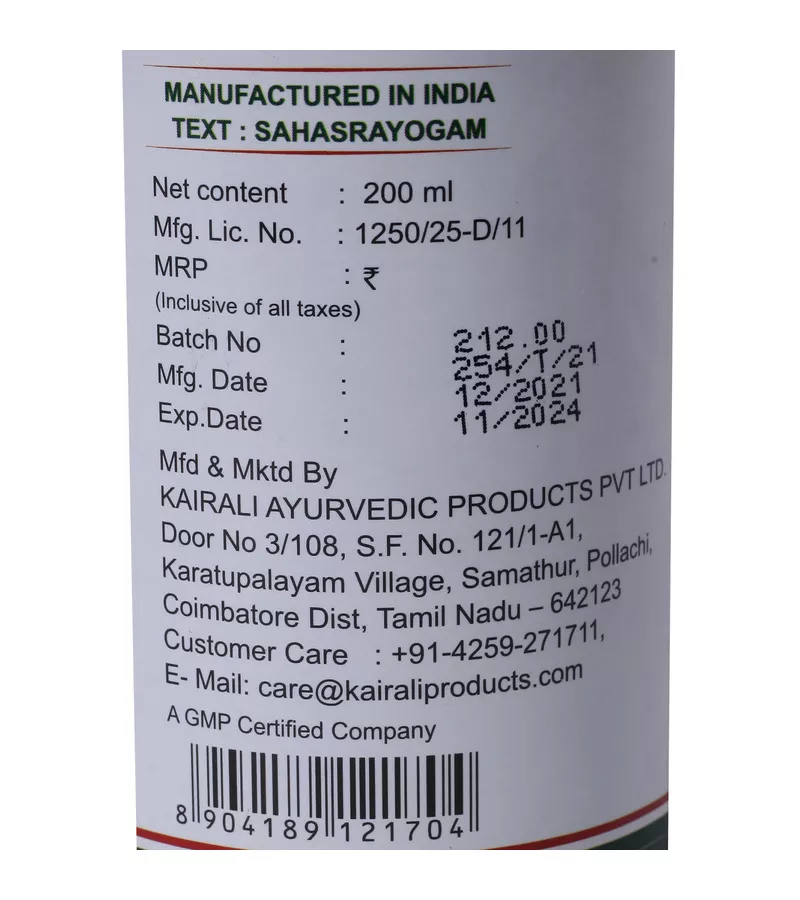 MANUFACTURED IN INDIA
TEXT : SAHASRAYOGAM
Net content : 200 ml
Mfg. Lic. No. : 1250/25-D/11
MRP : ₹
(Inclusive of all taxes)
212.00
Batch No : 254/T/21
Mfg. Date : 12/2021
Exp.Date : 11/2024
Mfd & Mktd By
KAIRALI AYURVEDIC PRODUCTS PVT LTD.
Door No 3/108, S.F. No. 121/1-A1,
Karatupalayam Village, Samathur, Pollachi,
Coimbatore Dist, Tamil Nadu – 642123
Customer Care : +91-4259-271711,
E- Mail: care@kairaliproducts.com
A GMP Certified Company
8 904189 121704